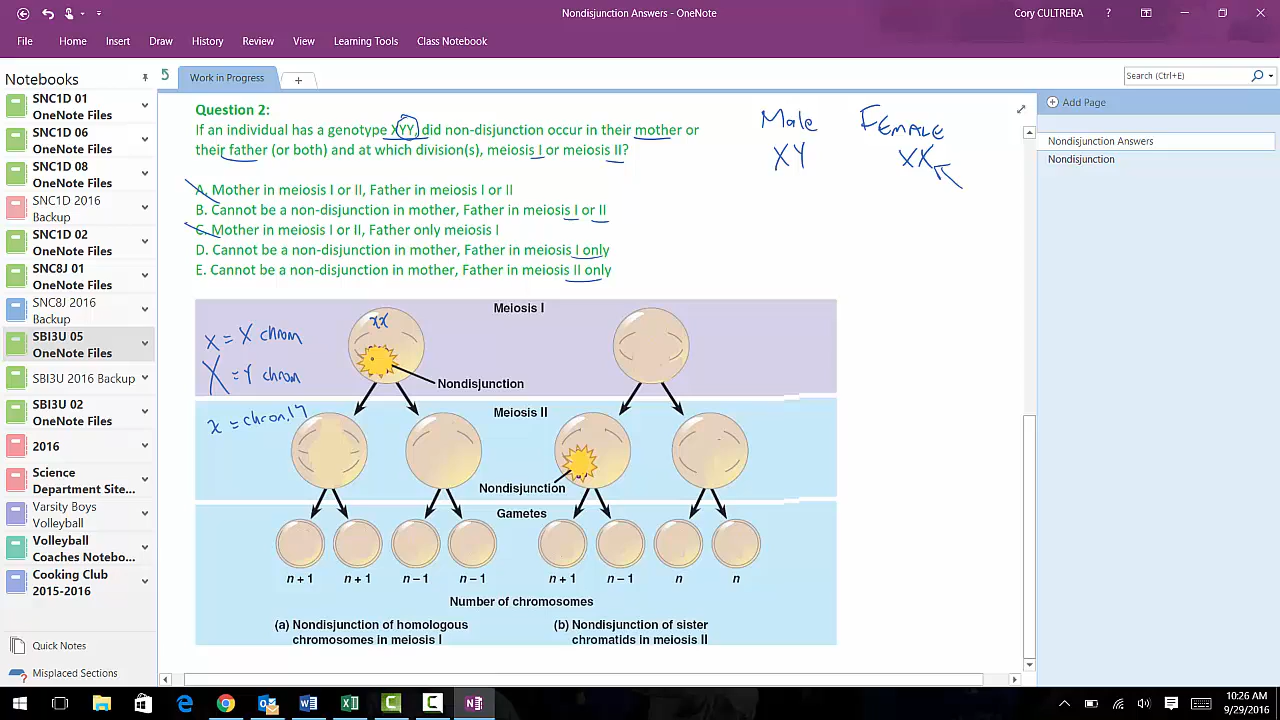 Nondisjunction Answers - OneNote
Cory CULTRERA
File Home Insert Draw History Review View Learning Tools Class Notebook
Notebooks
Work in Progress
Search (Ctrl+E)
SNC1D 01
OneNote Files
SNC1D 06
OneNote Files
SNC1D 08
OneNote Files
SNC1D 2016
Backup
SNC1D 02
OneNote Files
SNC8J 01
OneNote Files
SNC8J 2016
Backup
SBI3U 05
OneNote Files
SBI3U 2016 Backup
SBI3U 02
OneNote Files
2016
Science
Department Site...
Varsity Boys
Volleyball
Volleyball
Coaches Notebo...
Cooking Club
2015-2016
Quick Notes
Misplaced Sections
Question 2:
If an individual has a genotype XYY, did non-disjunction occur in their mother or
their father (or both) and at which division(s), meiosis I or meiosis II?
A. Mother in meiosis I or II, Father in meiosis I or II
B. Cannot be a non-disjunction in mother, Father in meiosis I or II
C. Mother in meiosis I or II, Father only meiosis I
D. Cannot be a non-disjunction in mother, Father in meiosis I only
E. Cannot be a non-disjunction in mother, Father in meiosis II only
Male FEMALE
XY XX
Meiosis I
xx
X = X chrom
X = Y chrom
Nondisjunction
Meiosis II
Nondisjunction
Gametes
n + 1 n + 1 n – 1 n – 1 n + 1 n – 1 n n
Number of chromosomes
(a) Nondisjunction of homologous
chromosomes in meiosis I
(b) Nondisjunction of sister
chromatids in meiosis II
Add Page
Nondisjunction Answers
Nondisjunction
10:26 AM
9/29/2016